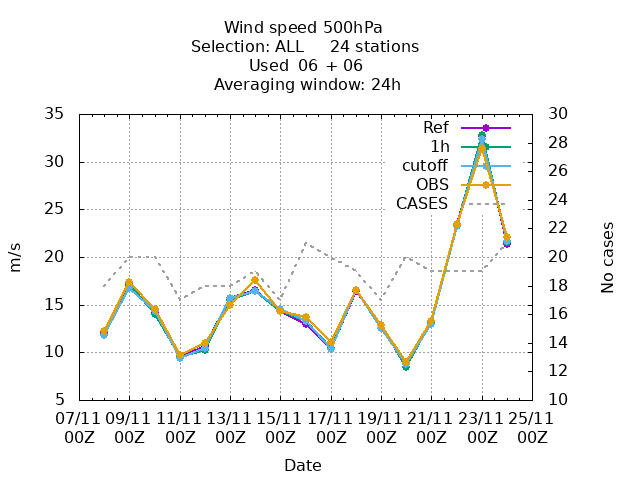 Wind speed 500hPa
Selection: ALL     24 stations
Used  06 + 06
Averaging window: 24h
35 30
Ref 28
30 1h 26
cutoff
25 OBS 24
CASES 22
20 20
18
15 16
14
10 12
5 10
m/s
No cases
07/11 09/11 11/11 13/11 15/11 17/11 19/11 21/11 23/11 25/11
00Z 00Z 00Z 00Z 00Z 00Z 00Z 00Z 00Z 00Z
Date